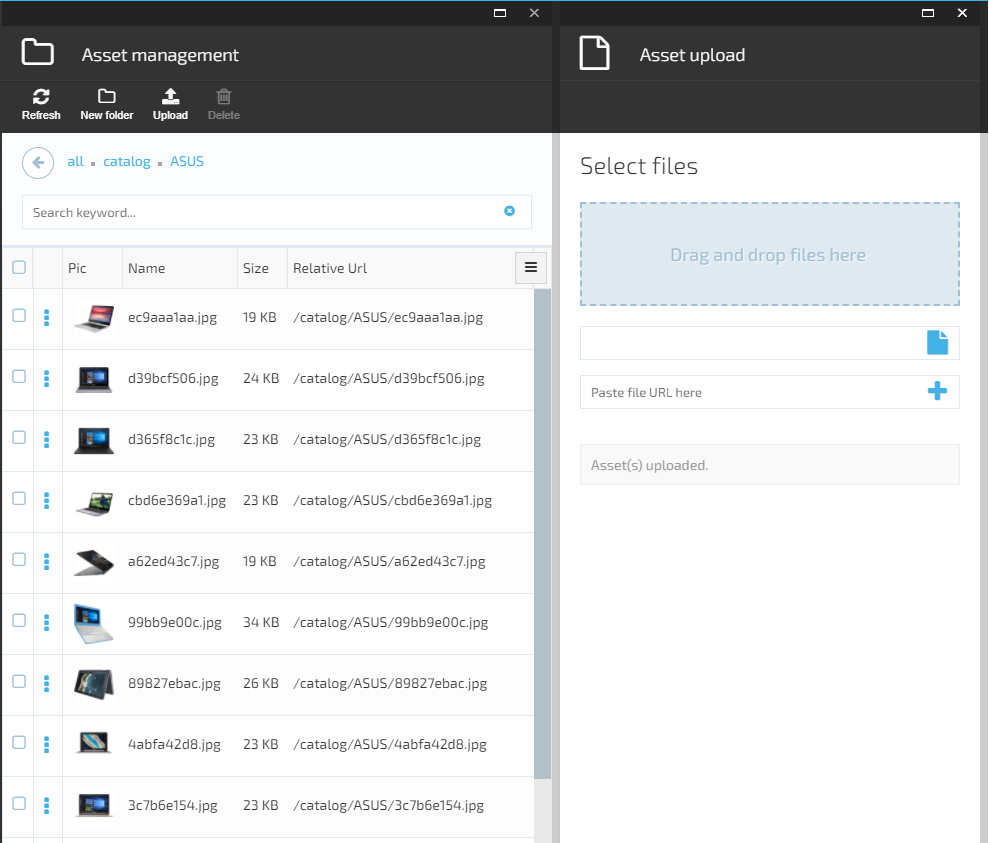 Asset management
Refresh New folder Upload Delete
all catalog ASUS
Search keyword...
Pic Name Size Relative Url
ec9aaa1aa.jpg 19 KB /catalog/ASUS/ec9aaa1aa.jpg
d39bcf506.jpg 24 KB /catalog/ASUS/d39bcf506.jpg
d365f8c1c.jpg 23 KB /catalog/ASUS/d365f8c1c.jpg
cbd6e369a1.jpg 23 KB /catalog/ASUS/cbd6e369a1.jpg
a62ed43c7.jpg 19 KB /catalog/ASUS/a62ed43c7.jpg
99bb9e00c.jpg 34 KB /catalog/ASUS/99bb9e00c.jpg
89827ebac.jpg 26 KB /catalog/ASUS/89827ebac.jpg
4abfa42d8.jpg 23 KB /catalog/ASUS/4abfa42d8.jpg
3c7b6e154.jpg 23 KB /catalog/ASUS/3c7b6e154.jpg
Asset upload
Select files
Drag and drop files here
Paste file URL here
Asset(s) uploaded.